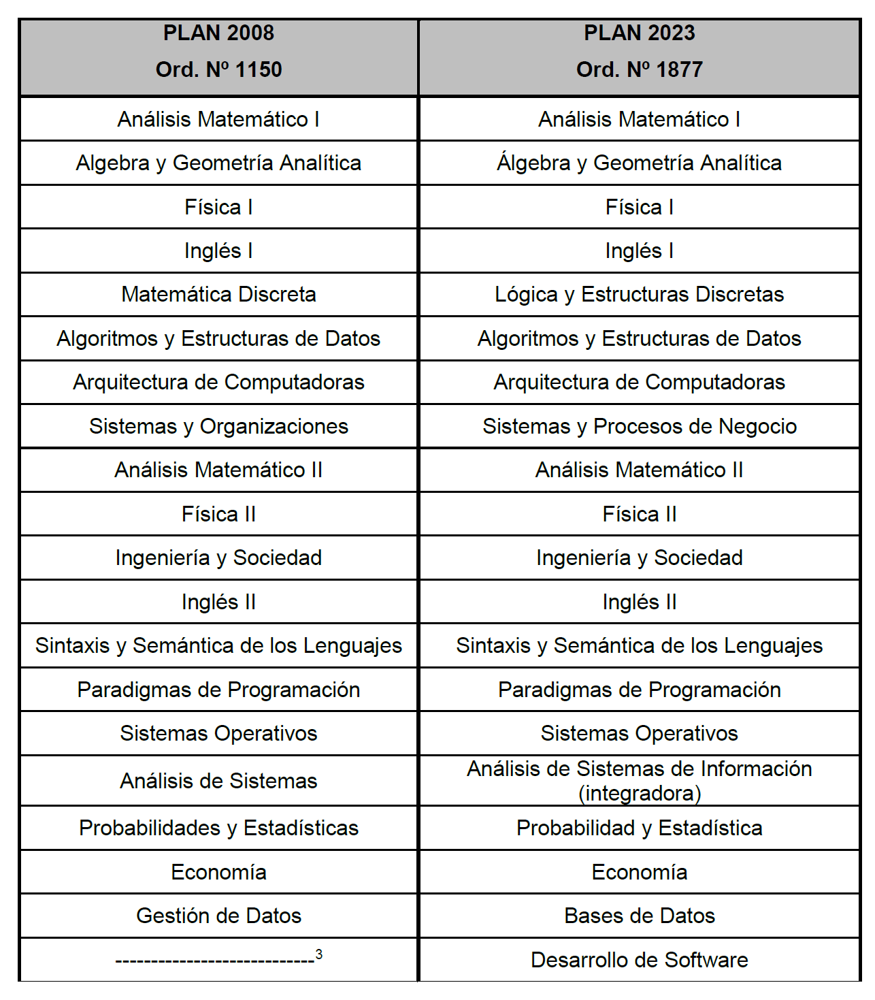 PLAN 2008
Ord. Nº 1150
PLAN 2023
Ord. Nº 1877
Análisis Matemático I
Análisis Matemático I
Algebra y Geometría Analítica
Álgebra y Geometría Analítica
Física I
Física I
Inglés I
Inglés I
Matemática Discreta
Lógica y Estructuras Discretas
Algoritmos y Estructuras de Datos
Algoritmos y Estructuras de Datos
Arquitectura de Computadoras
Arquitectura de Computadoras
Sistemas y Organizaciones
Sistemas y Procesos de Negocio
Análisis Matemático II
Análisis Matemático II
Física II
Física II
Ingeniería y Sociedad
Ingeniería y Sociedad
Inglés II
Inglés II
Sintaxis y Semántica de los Lenguajes
Sintaxis y Semántica de los Lenguajes
Paradigmas de Programación
Paradigmas de Programación
Sistemas Operativos
Sistemas Operativos
Análisis de Sistemas
Análisis de Sistemas de Información
(integradora)
Probabilidades y Estadísticas
Probabilidad y Estadística
Economía
Economía
Gestión de Datos
Bases de Datos
----------------------------3
Desarrollo de Software